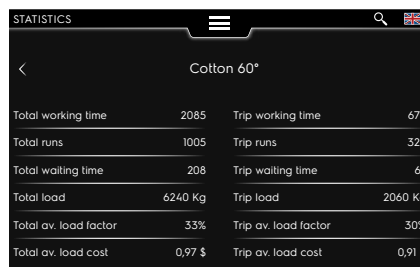 STATISTICS
Cotton 60°
Total working time 2085 Trip working time 67
Total runs 1005 Trip runs 32
Total waiting time 208 Trip waiting time 6
Total load 6240 Kg Trip load 2060 K
Total av. load factor 33% Trip av. load factor 30%
Total av. load cost 0,97 $ Trip av. load cost 0,91